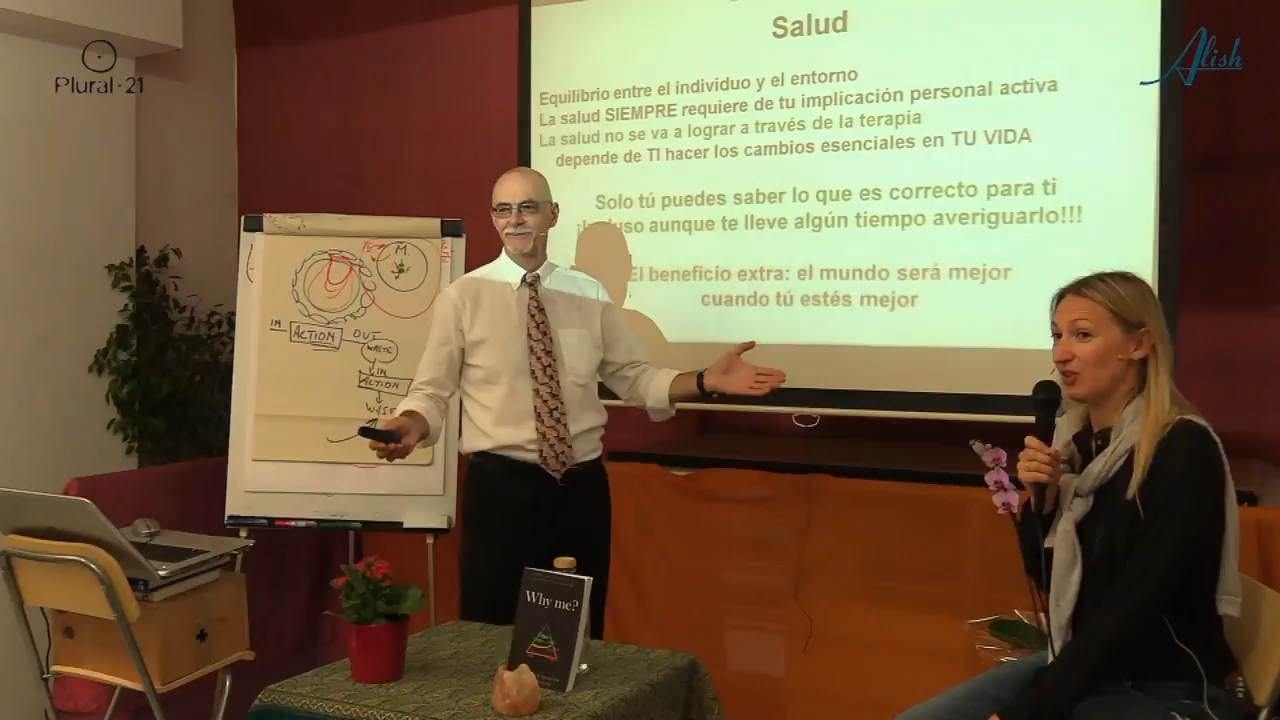 Plural-21
Alish
Salud
Equilibrio entre el individuo y el entorno
La salud SIEMPRE requiere de tu implicación personal activa
La salud no se va a lograr a través de la terapia
depende de TI hacer los cambios esenciales en TU VIDA
Solo tú puedes saber lo que es correcto para ti
aunque te lleve algún tiempo averiguarlo!!!
El beneficio extra: el mundo será mejor
cuando tú estés mejor
M.
IN ACTION OUT
WASTE
IN
ACTION
WAS
Why me?